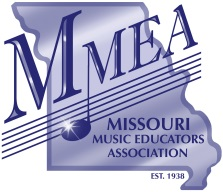 MMEA
MISSOURI
MUSIC EDUCATORS
ASSOCIATION
EST. 1938